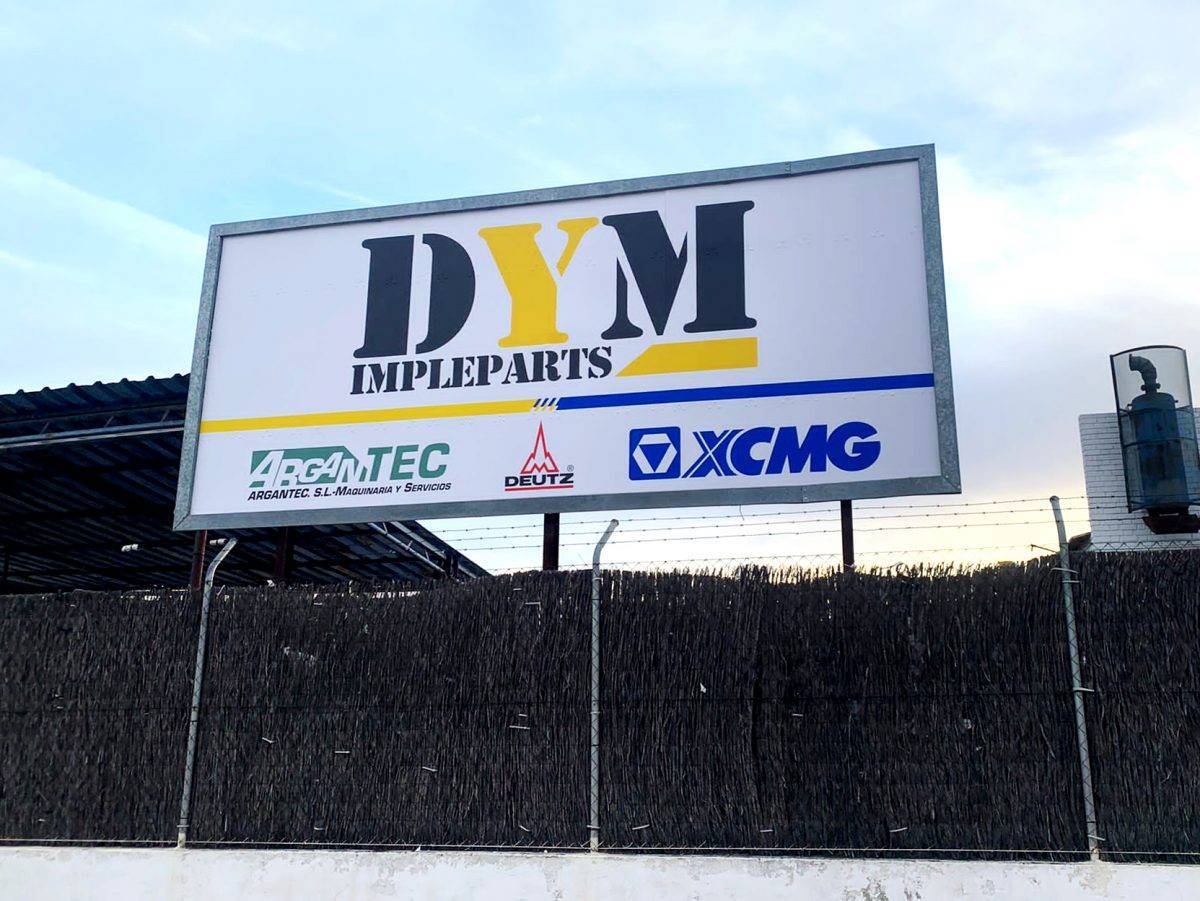 DYM
IMPLEPARTS
ARGANTEC
ARGANTEC. S.L.-MAQUINARIA Y SERVICIOS
DEUTZ®
XCMG